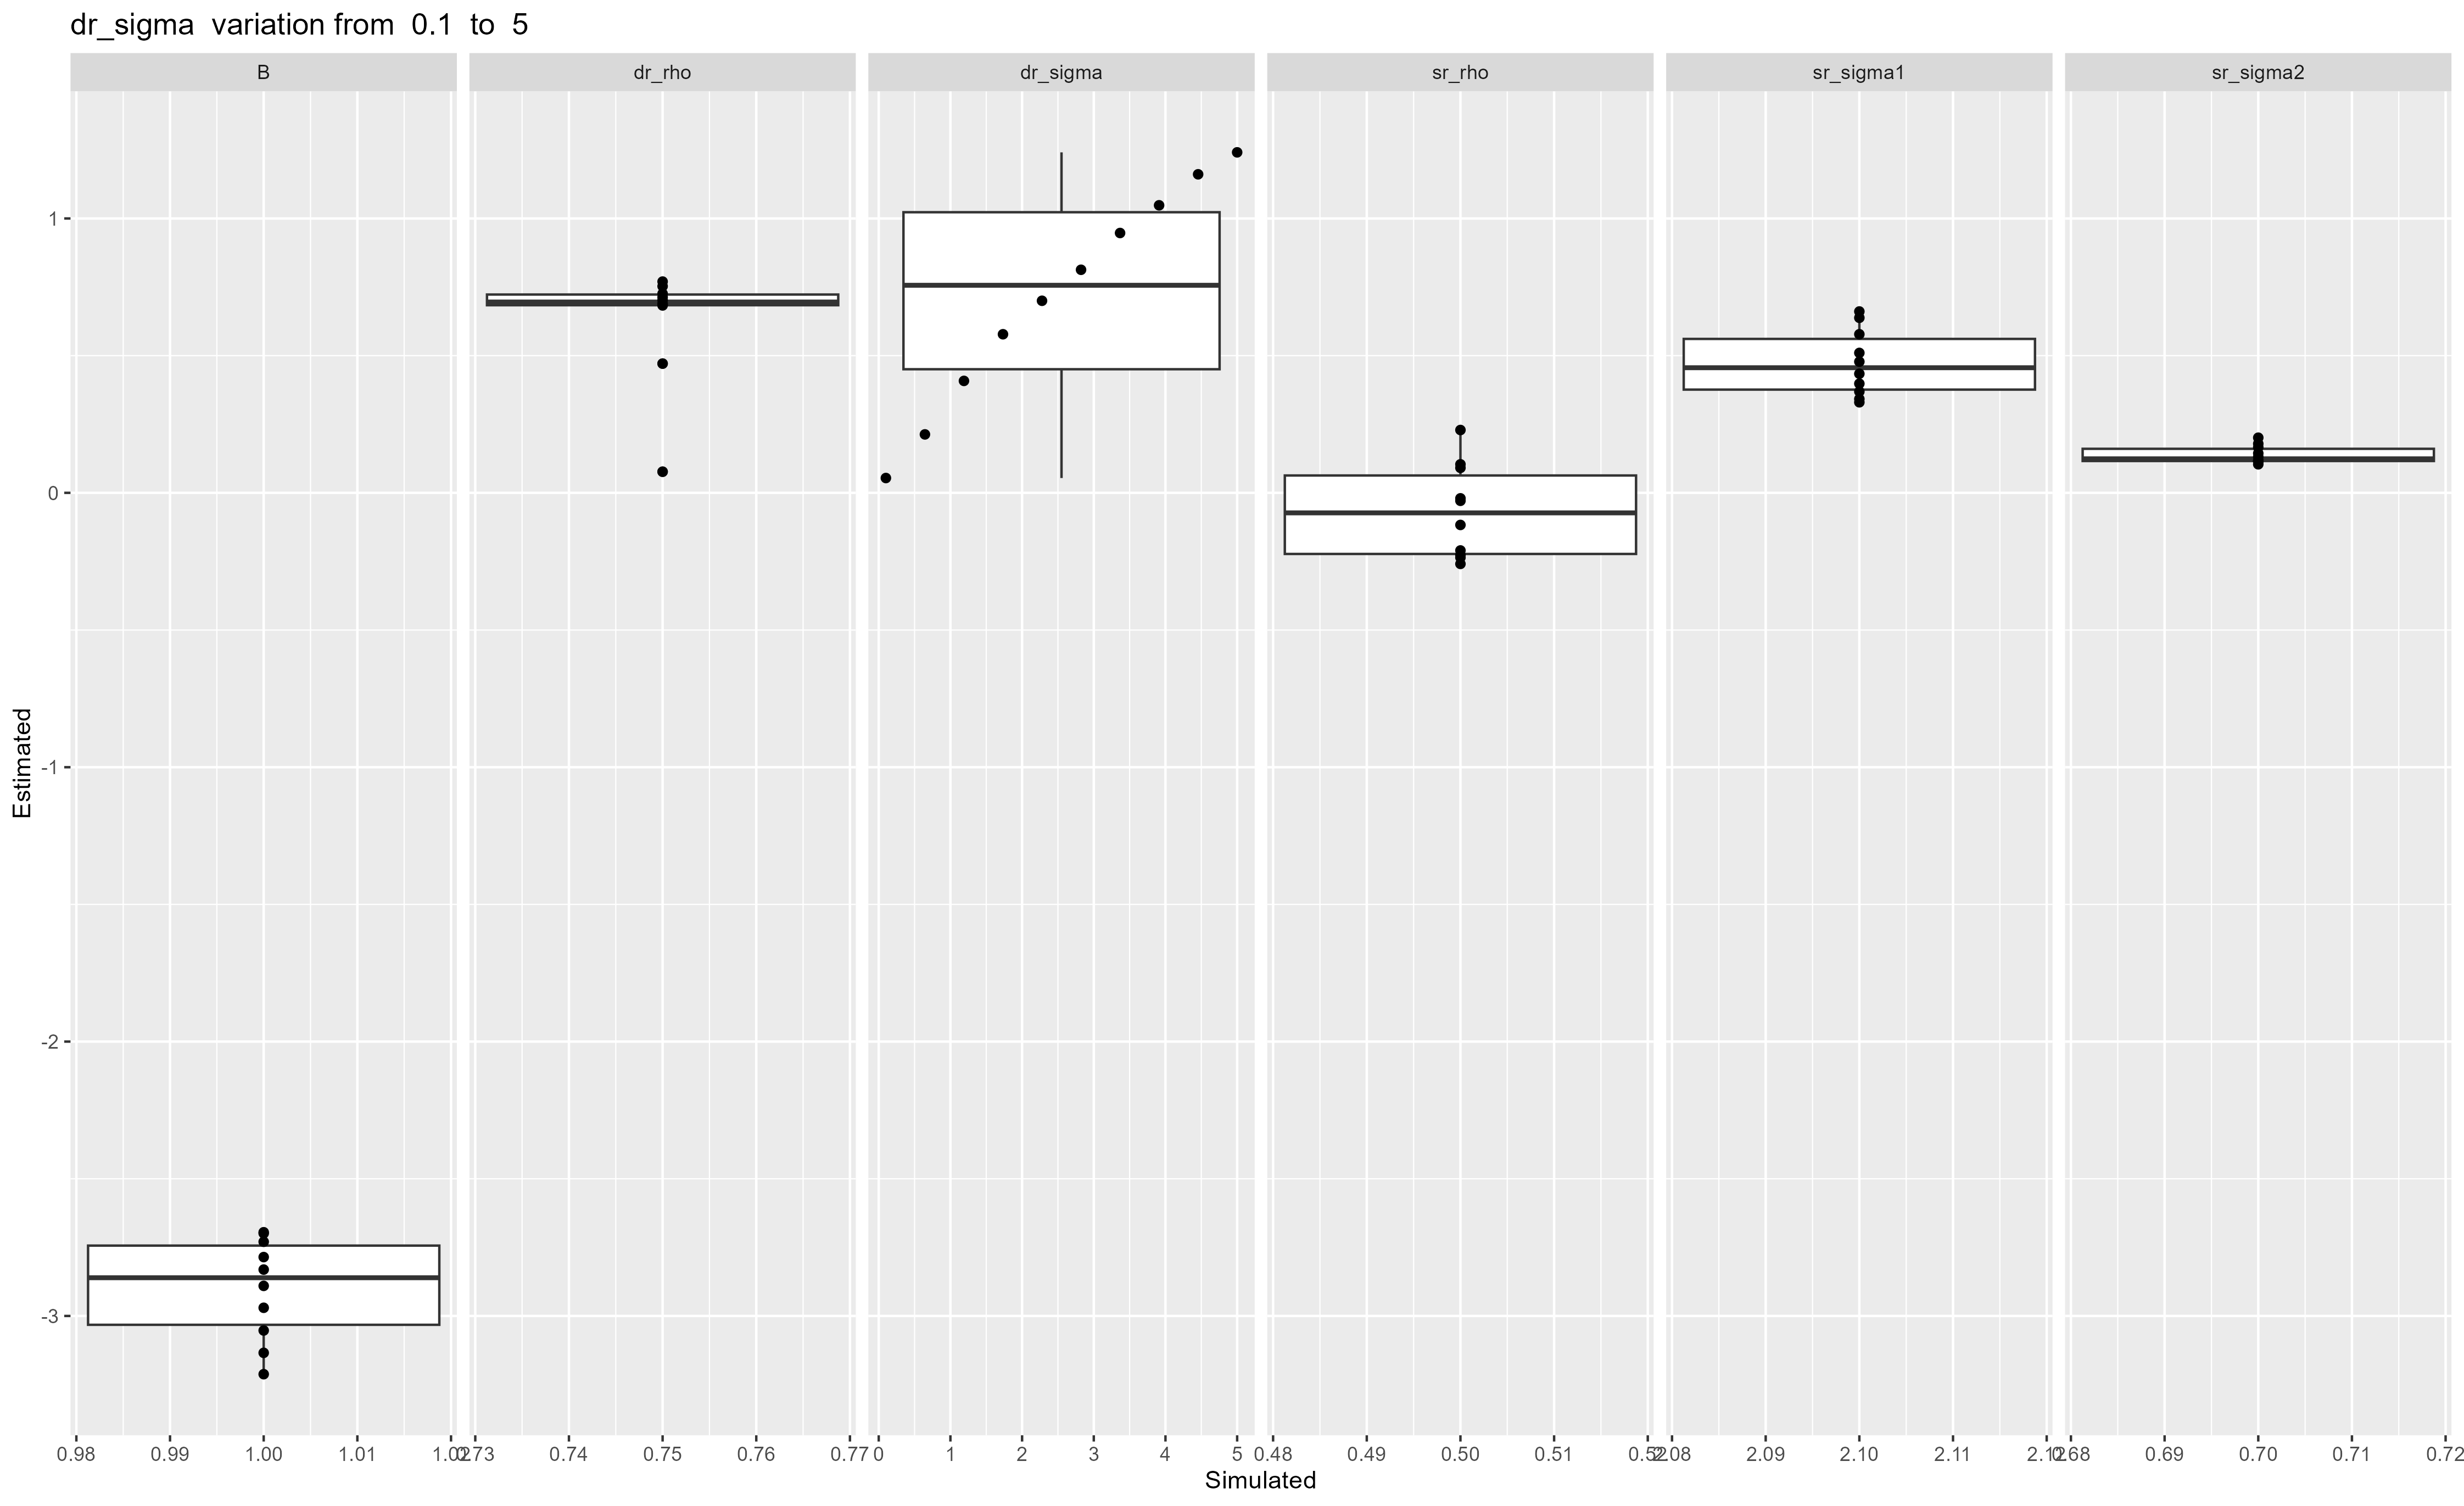 dr_sigma variation from 0.1 to 5
B dr_rho dr_sigma sr_rho sr_sigma1 sr_sigma2
Estimated
1
0
-1
-2
-3
0.98 0.99 1.00 1.01 1.02 0.73 0.74 0.75 0.76 0.77 0 1 2 3 4 5 0.48 0.49 0.50 0.51 0.52 2.08 2.09 2.10 2.11 2.12 0.68 0.69 0.70 0.71 0.72
Simulated